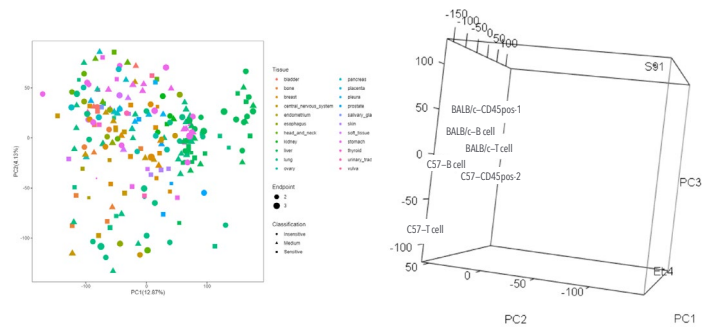 Tissue
bladder
bone
breast
central_nervous_system
endometrium
esophagus
head_and_neck
kidney
liver
lung
ovary
pancreas
placenta
pleura
prostate
salivary_gla
skin
soft_tissue
stomach
thyroid
urinary_trac
vulva
Endpoint
2
3
Classification
Insensitive
Medium
Sensitive
50
0
-50
-100
PC2(4.13%)
-100
0
100
PC1(12.87%)
-150
-100
-50
0
50
100
100
50
0
-50
-100
50
0
-50
-100
S91
BALB/c-CD45pos-1
BALB/c-B cell
BALB/c-T cell
C57-B cell
C57-CD45pos-2
C57-T cell
EL4
PC3
PC2
PC1